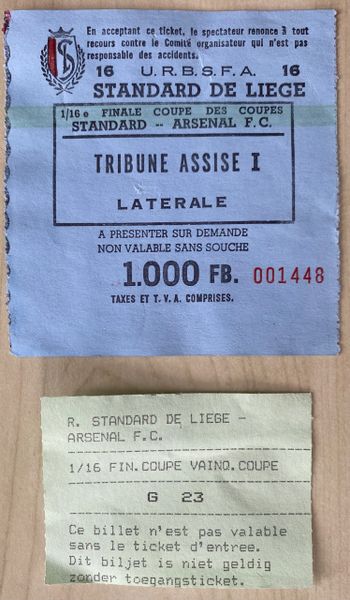 En acceptant ce ticket, le spectateur renonce à tout
recours contre le Comité organisateur qui n'est pas
responsable des accidents.
16 U.R.B.S.F.A. 16
STANDARD DE LIEGE
1/16 e FINALE COUPE DES COUPES
STANDARD -- ARSENAL F.C.
TRIBUNE ASSISE I
LATERALE
A PRESENTER SUR DEMANDE
NON VALABLE SANS SOUCHE
1.000 FB. 001448
TAXES ET T.V.A. COMPRISES.
R. STANDARD DE LIEGE -
ARSENAL F.C.
1/16 FIN.COUPE VAINQ.COUPE
G 23
Ce billet n'est pas valable
sans le ticket d'entree.
Dit biljet is niet geldig
zonder toegangsticket.